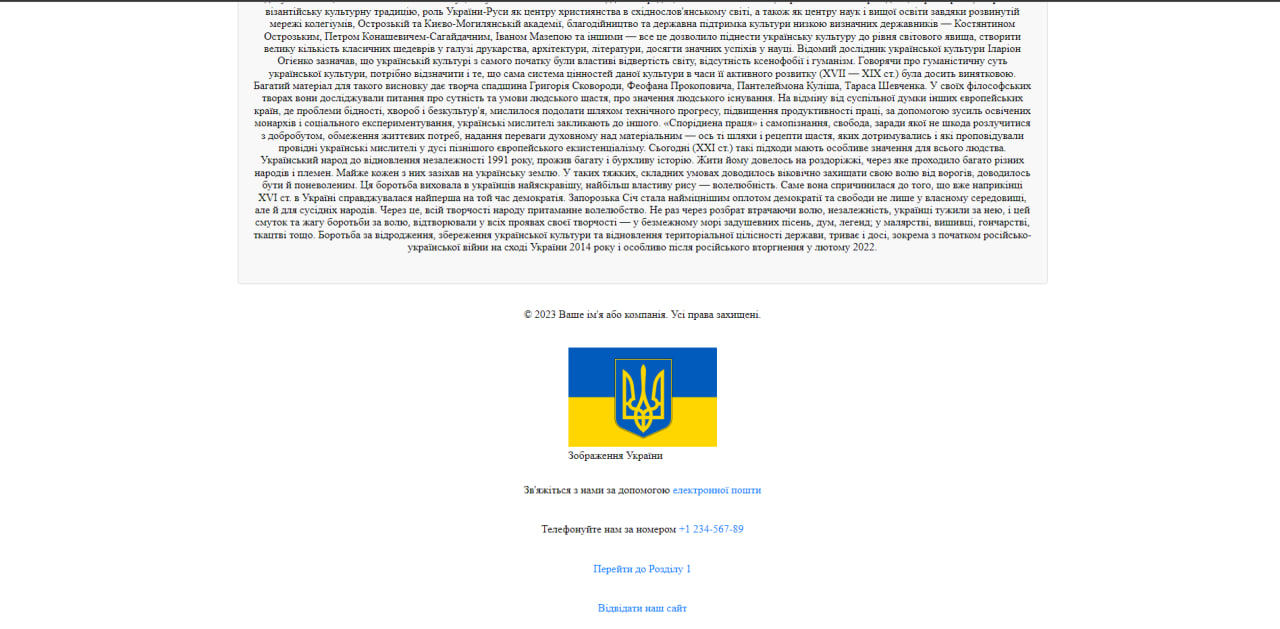 візантійську культурну традицію, роль України-Руси як центру християнства в східнослов'янському світі, а також як центру наук і вищої освіти завдяки розвинутій
мережі колегіумів, Острозькій та Києво-Могилянській академії, благодійництво та державна підтримка культури низкою визначних державників — Костянтином
Острозьким, Петром Конашевичем-Сагайдачним, Іваном Мазепою та іншими — все це дозволило піднести українську культуру до рівня світового явища, створити
велику кількість класичних шедеврів у галузі друкарства, архітектури, літератури, досягти значних успіхів у науці. Відомий дослідник української культури Іларіон
Огієнко зазначав, що українській культурі з самого початку були властиві відвертість світу, відсутність ксенофобії і гуманізм. Говорячи про гуманістичну суть
української культури, потрібно відзначити і те, що сама система цінностей даної культури в часи її активного розвитку (XVII — XIX ст.) була досить винятковою.
Багатий матеріал для такого висновку дає творча спадщина Григорія Сковороди, Феофана Прокоповича, Пантелеймона Куліша, Тараса Шевченка. У своїх філософських
творах вони досліджували питання про сутність та умови людського щастя, про значення людського існування. На відміну від суспільної думки інших європейських
країн, де проблеми бідності, хвороб і безкультур'я, мислилося подолати шляхом технічного прогресу, підвищення продуктивності праці, за допомогою зусиль освічених
монархів і соціального експериментування, українські мислителі закликають до іншого. «Споріднена праця» і самопізнання, свобода, заради якої не шкода розлучитися
з добробутом, обмеження життєвих потреб, надання переваги духовному над матеріальним — ось ті шляхи і рецепти щастя, яких дотримувались і які проповідували
провідні українські мислителі у дусі пізнішого європейського екзистенціалізму. Сьогодні (XXI ст.) такі підходи мають особливе значення для всього людства.
Український народ до відновлення незалежності 1991 року, прожив багату і бурхливу історію. Жити йому довелось на роздоріжжі, через яке проходило багато різних
народів і племен. Майже кожен з них зазіхав на українську землю. У таких тяжких, складних умовах доводилось віковічно захищати свою волю від ворогів, доводилось
бути й поневоленим. Ця боротьба виховала в українців найяскравішу, найбільш властиву рису — волелюбність. Саме вона спричинилася до того, що вже наприкінці
XVI ст. в Україні справджувалася найперша на той час демократія. Запорозька Січ стала найміцнішим оплотом демократії та свободи не лише у власному середовищі,
але й для сусідніх народів. Через це, всій творчості народу притаманне волелюбство. Не раз через розбрат втрачаючи волю, незалежність, українці тужили за нею, і цей
смуток та жагу боротьби за волю, відтворювали у всіх проявах своєї творчості — у безмежному морі задушевних пісень, дум, легенд; у малярстві, вишивці, гончарстві,
ткацтві тощо. Боротьба за відродження, збереження української культури та відновлення територіальної цілісності держави, триває і досі, зокрема з початком російсько-
української війни на сході України 2014 року і особливо після російського вторгнення у лютому 2022.
© 2023 Ваше ім'я або компанія. Усі права захищені.
Зображення України
Зв'яжіться з нами за допомогою електронної пошти
Телефонуйте нам за номером +1 234-567-89
Перейти до Розділу 1
Відвідати наш сайт